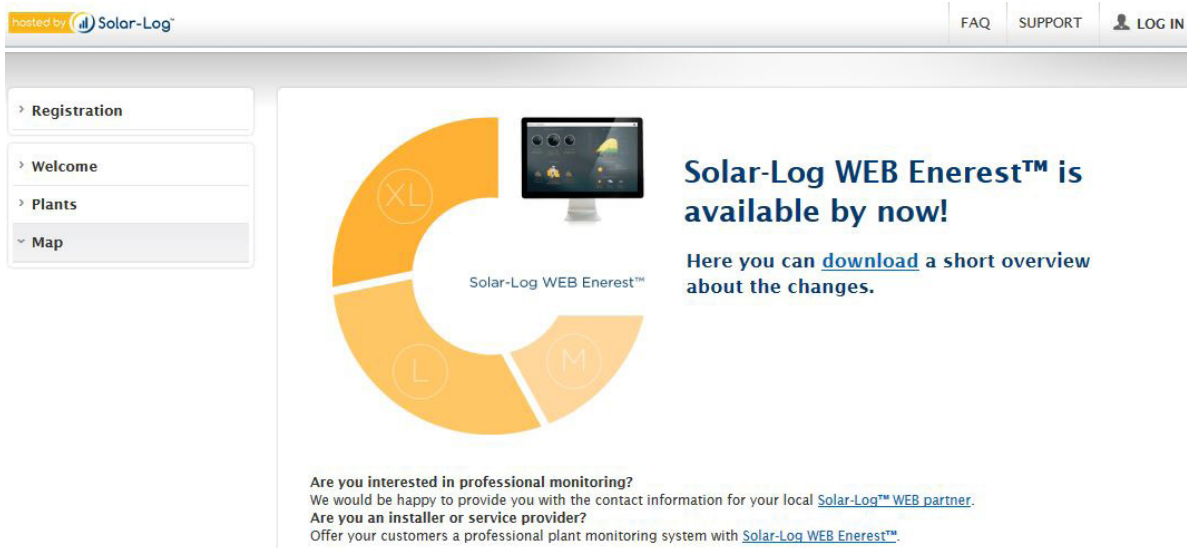 hosted by Solar-Log™
FAQ SUPPORT LOG IN
Registration
Welcome
Plants
Map
XL
L
M
Solar-Log WEB Enerest™
Solar-Log WEB Enerest™ is
available by now!
Here you can download a short overview
about the changes.
Are you interested in professional monitoring?
We would be happy to provide you with the contact information for your local Solar-Log™ WEB partner.
Are you an installer or service provider?
Offer your customers a professional plant monitoring system with Solar-Log WEB Enerest™.